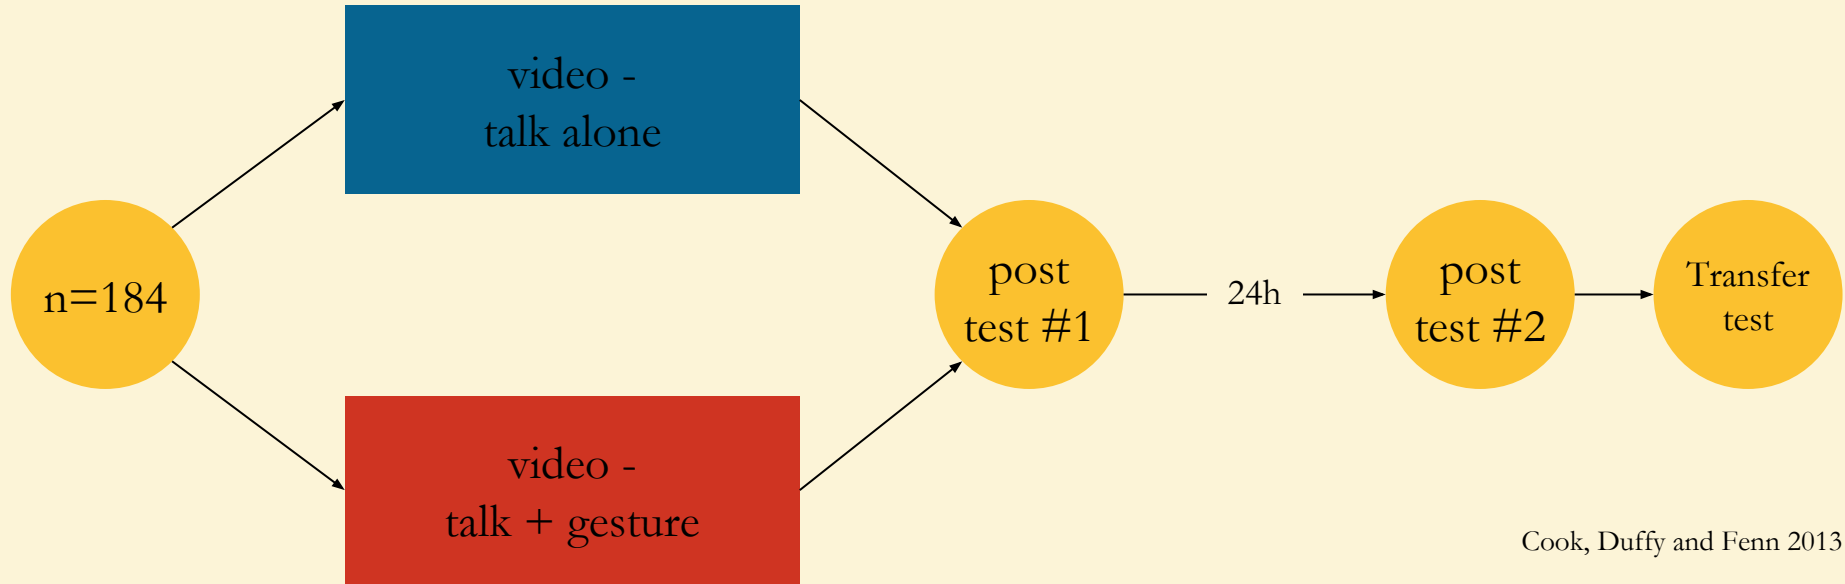 n=184
video -
talk alone
video -
talk + gesture
post
test #1
24h
post
test #2
Transfer
test
Cook, Duffy and Fenn 2013